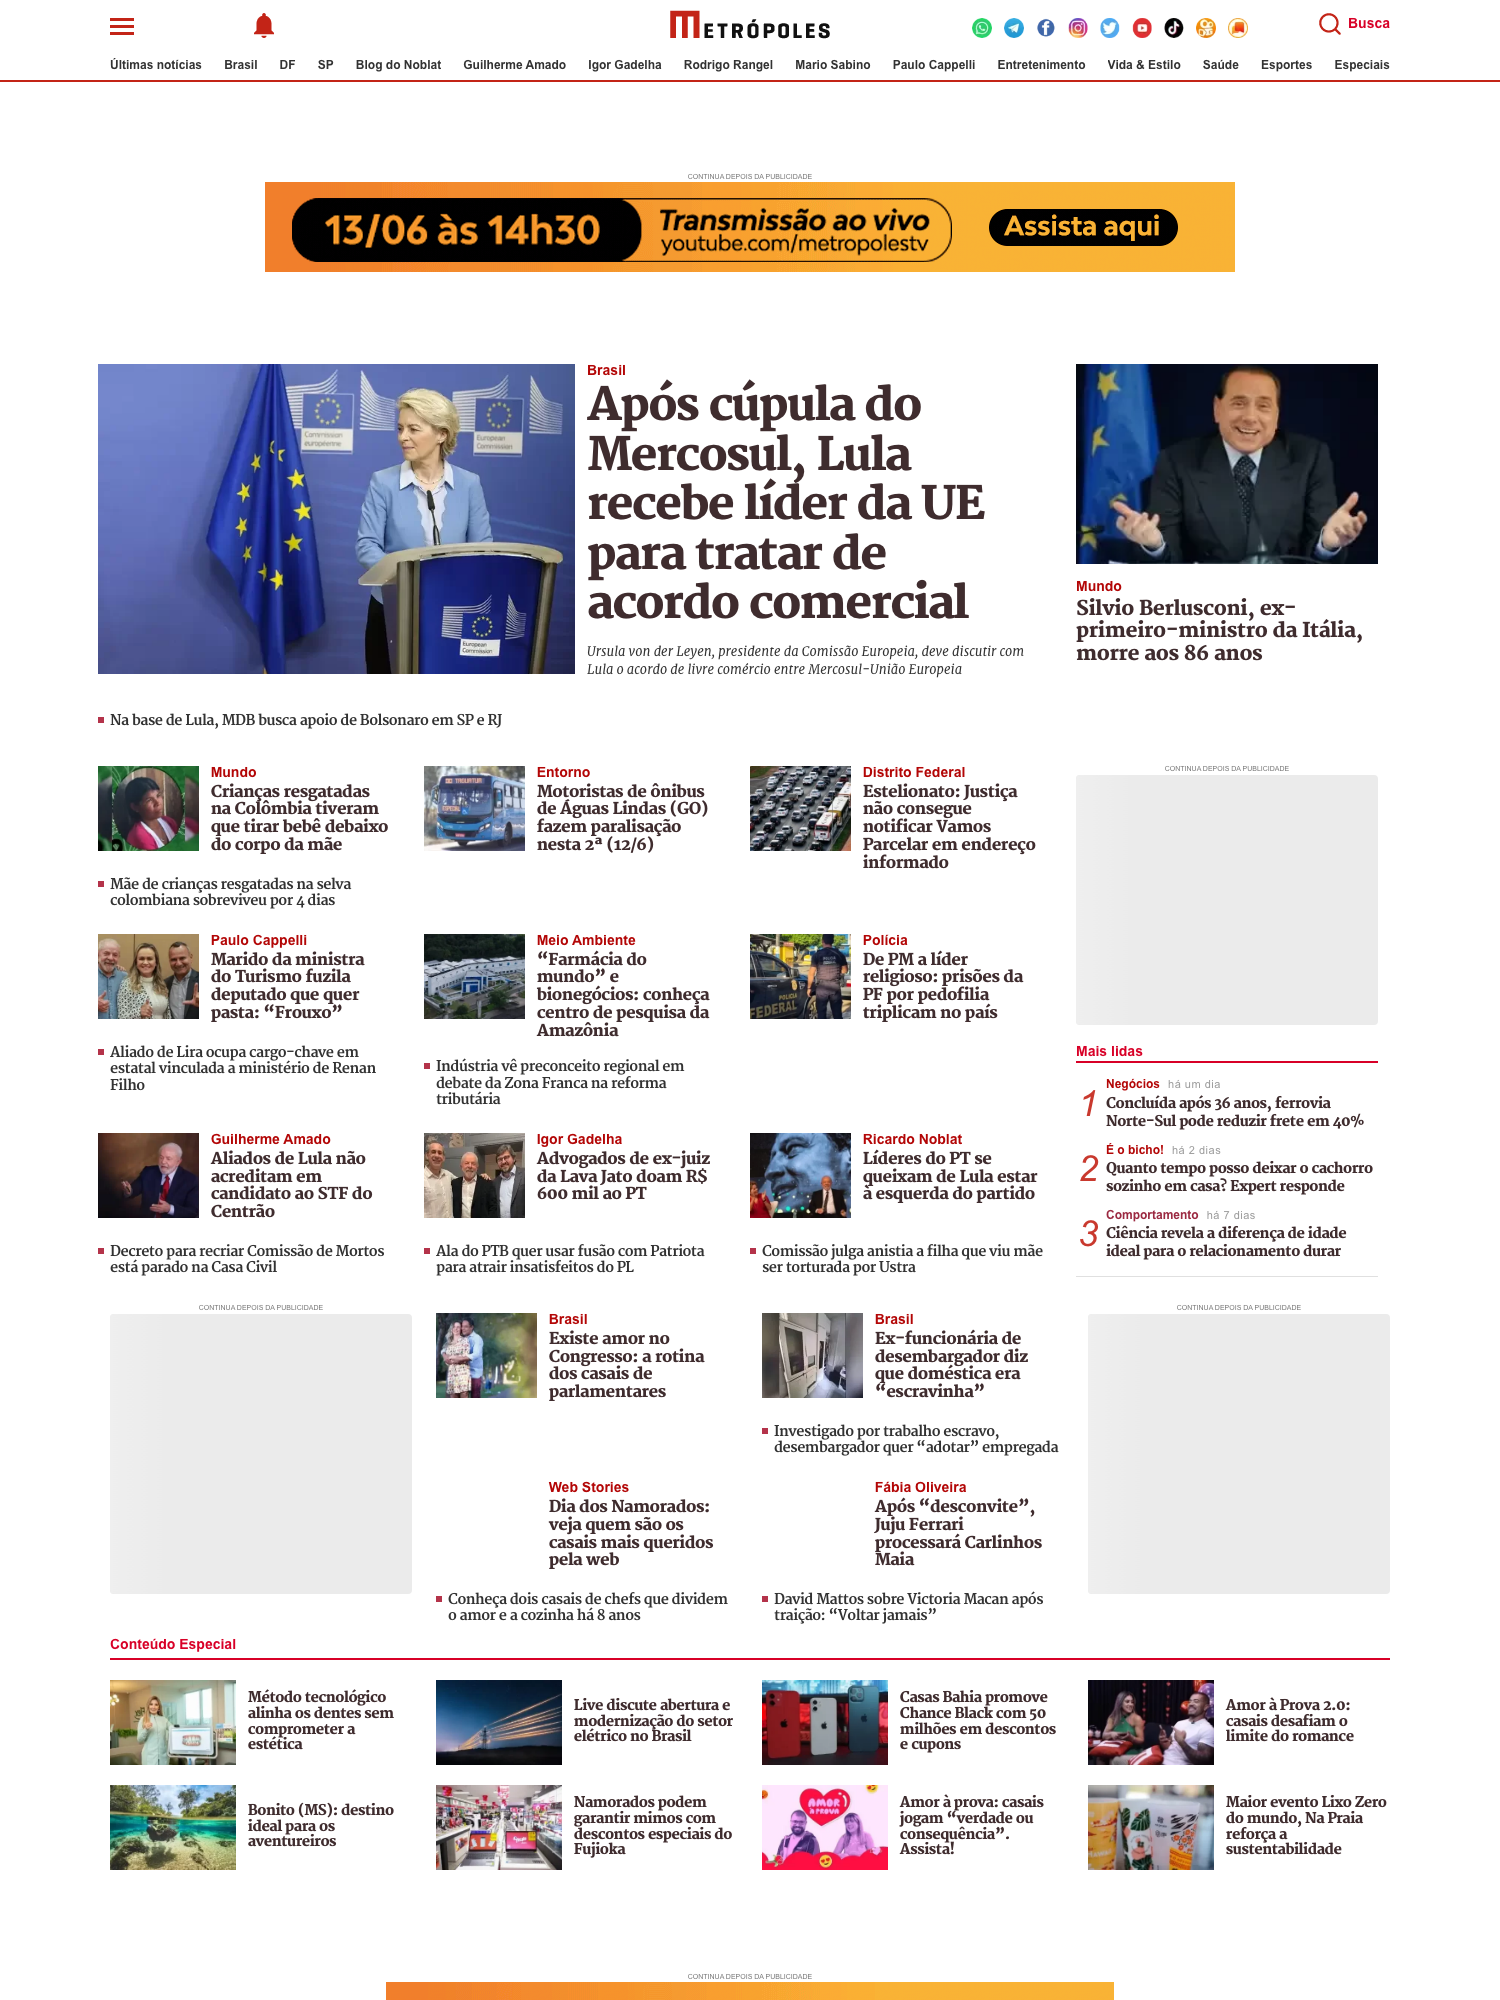 METRÓPOLES
Busca
Últimas notícias
Brasil
DF
SP
Blog do Noblat
Guilherme Amado
Igor Gadelha
Rodrigo Rangel
Mario Sabino
Paulo Cappelli
Entretenimento
Vida & Estilo
Saúde
Esportes
Especiais
CONTINUA DEPOIS DA PUBLICIDADE
13/06 às 14h30
Transmissão ao vivo
youtube.com/metropolestv
Assista aqui
Commission
européenne
European
Commission
European
Commission
Brasil
Após cúpula do
Mercosul, Lula
recebe líder da UE
para tratar de
acordo comercial
Ursula von der Leyen, presidente da Comissão Europeia, deve discutir com
Lula o acordo de livre comércio entre Mercosul-União Europeia
Mundo
Silvio Berlusconi, ex-
primeiro-ministro da Itália,
morre aos 86 anos
Na base de Lula, MDB busca apoio de Bolsonaro em SP e RJ
Mundo
Crianças resgatadas
na Colômbia tiveram
que tirar bebê debaixo
do corpo da mãe
Mãe de crianças resgatadas na selva
colombiana sobreviveu por 4 dias
Entorno
Motoristas de ônibus
de Águas Lindas (GO)
fazem paralisação
nesta 2ª (12/6)
Distrito Federal
Estelionato: Justiça
não consegue
notificar Vamos
Parcelar em endereço
informado
CONTINUA DEPOIS DA PUBLICIDADE
Paulo Cappelli
Marido da ministra
do Turismo fuzila
deputado que quer
pasta: “Frouxo”
Aliado de Lira ocupa cargo-chave em
estatal vinculada a ministério de Renan
Filho
Meio Ambiente
“Farmácia do
mundo” e
bionegócios: conheça
centro de pesquisa da
Amazônia
Indústria vê preconceito regional em
debate da Zona Franca na reforma
tributária
POLICIA
FEDERAL
Polícia
De PM a líder
religioso: prisões da
PF por pedofilia
triplicam no país
Mais lidas
1
Negócios há um dia
Concluída após 36 anos, ferrovia
Norte-Sul pode reduzir frete em 40%
2
É o bicho! há 2 dias
Quanto tempo posso deixar o cachorro
sozinho em casa? Expert responde
3
Comportamento há 7 dias
Ciência revela a diferença de idade
ideal para o relacionamento durar
Guilherme Amado
Aliados de Lula não
acreditam em
candidato ao STF do
Centrão
Decreto para recriar Comissão de Mortos
está parado na Casa Civil
Igor Gadelha
Advogados de ex-juiz
da Lava Jato doam R$
600 mil ao PT
Ala do PTB quer usar fusão com Patriota
para atrair insatisfeitos do PL
Ricardo Noblat
Líderes do PT se
queixam de Lula estar
à esquerda do partido
Comissão julga anistia a filha que viu mãe
ser torturada por Ustra
CONTINUA DEPOIS DA PUBLICIDADE
Brasil
Existe amor no
Congresso: a rotina
dos casais de
parlamentares
Brasil
Ex-funcionária de
desembargador diz
que doméstica era
“escravinha”
Investigado por trabalho escravo,
desembargador quer “adotar” empregada
CONTINUA DEPOIS DA PUBLICIDADE
Web Stories
Dia dos Namorados:
veja quem são os
casais mais queridos
pela web
Conheça dois casais de chefs que dividem
o amor e a cozinha há 8 anos
Fábia Oliveira
Após “desconvite”,
Juju Ferrari
processará Carlinhos
Maia
David Mattos sobre Victoria Macan após
traição: “Voltar jamais”
Conteúdo Especial
Método tecnológico
alinha os dentes sem
comprometer a
estética
Live discute abertura e
modernização do setor
elétrico no Brasil
Casas Bahia promove
Chance Black com 50
milhões em descontos
e cupons
Amor à Prova 2.0:
casais desafiam o
limite do romance
Bonito (MS): destino
ideal para os
aventureiros
Namorados podem
garantir mimos com
descontos especiais do
Fujioka
AMOR
À PROVA
Amor à prova: casais
jogam “verdade ou
consequência”.
Assista!
Maior evento Lixo Zero
do mundo, Na Praia
reforça a
sustentabilidade
CONTINUA DEPOIS DA PUBLICIDADE